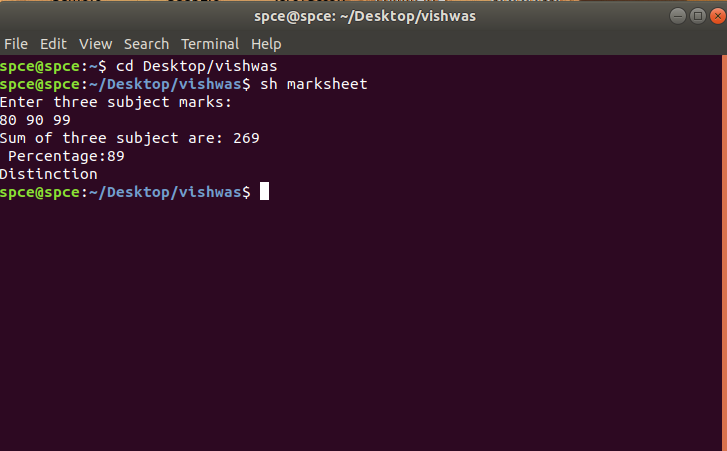 spce@spce: ~/Desktop/vishwas
File Edit View Search Terminal Help
spce@spce:~$ cd Desktop/vishwas
spce@spce:~/Desktop/vishwas$ sh marksheet
Enter three subject marks:
80 90 99
Sum of three subject are: 269
 Percentage:89
Distinction
spce@spce:~/Desktop/vishwas$